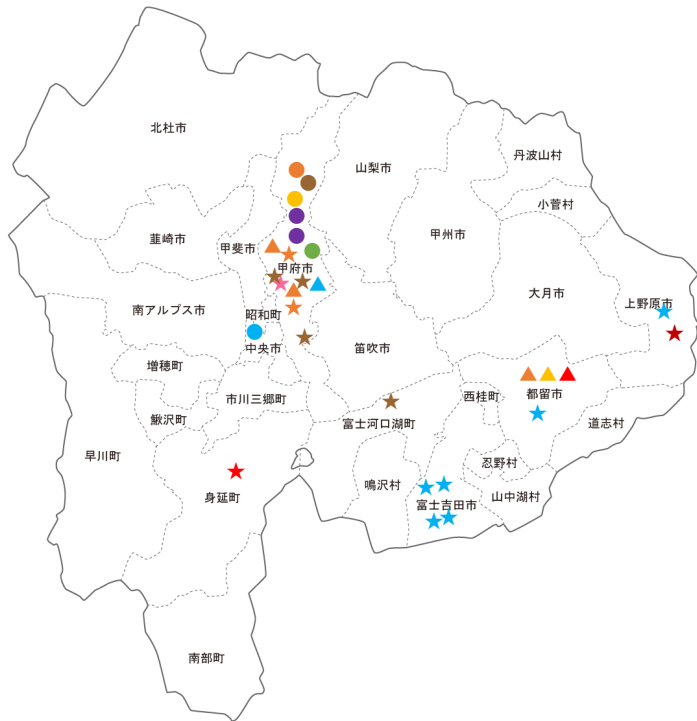 北杜市
山梨市
丹波山村
小菅村
韮崎市
甲斐市
甲州市
甲府市
大月市
上野原市
南アルプス市
昭和町
中央市
笛吹市
増穂町
市川三郷町
西桂町
都留市
鰍沢町
富士河口湖町
道志村
早川町
忍野村
鳴沢村
身延町
富士吉田市
山中湖村
南部町